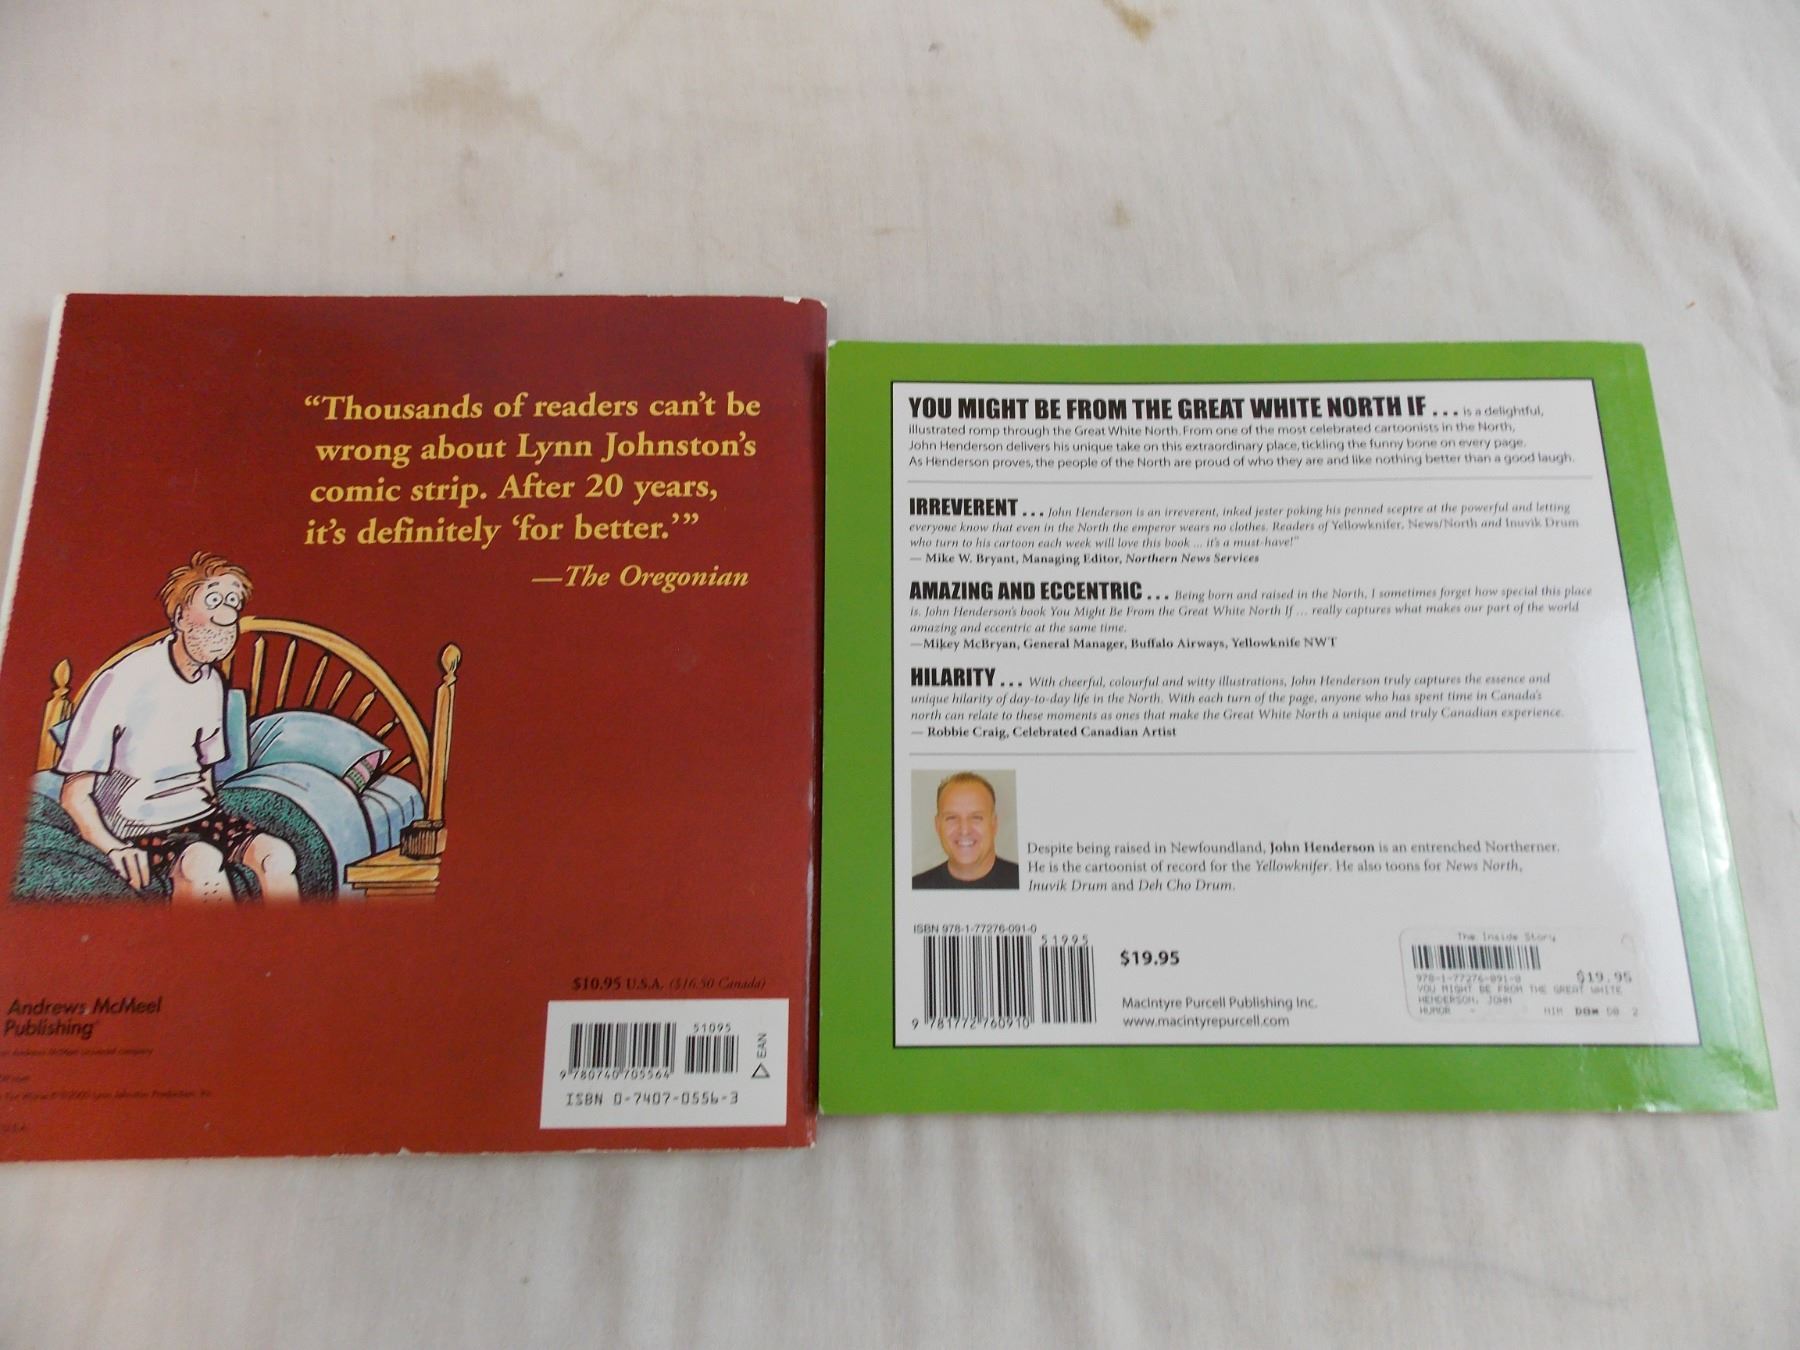 “Thousands of readers can’t be
wrong about Lynn Johnston’s
comic strip. After 20 years,
it’s definitely ‘for better.’”
—The Oregonian
Andrews McMeel
Publishing
$10.95 U.S.A. ($16.50 Canada)
51095
9 780740 705564
EAN
ISBN 0-7407-0556-3
YOU MIGHT BE FROM THE GREAT WHITE NORTH IF . . . is a delightful,
illustrated romp through the Great White North. From one of the most celebrated cartoonists in the North,
John Henderson delivers his unique take on this extraordinary place, tickling the funny bone on every page.
As Henderson proves, the people of the North are proud of who they are and like nothing better than a good laugh.
IRREVERENT . . . John Henderson is an irreverent, inked jester poking his penned sceptre at the powerful and letting
everyone know that even in the North the emperor wears no clothes. Readers of Yellowknifer, News/North and Inuvik Drum
who turn to his cartoon each week will love this book ... it’s a must-have!”
— Mike W. Bryant, Managing Editor, Northern News Services
AMAZING AND ECCENTRIC . . . Being born and raised in the North, I sometimes forget how special this place
is. John Henderson’s book You Might Be From the Great White North If ... really captures what makes our part of the world
amazing and eccentric at the same time.
—Mikey McBryan, General Manager, Buffalo Airways, Yellowknife NWT
HILARITY . . . With cheerful, colourful and witty illustrations, John Henderson truly captures the essence and
unique hilarity of day-to-day life in the North. With each turn of the page, anyone who has spent time in Canada’s
north can relate to these moments as ones that make the Great White North a unique and truly Canadian experience.
— Robbie Craig, Celebrated Canadian Artist
Despite being raised in Newfoundland, John Henderson is an entrenched Northerner.
He is the cartoonist of record for the Yellowknifer. He also toons for News North,
Inuvik Drum and Deh Cho Drum.
ISBN 978-1-77276-091-0
51995
9 781772 760910
$19.95
MacIntyre Purcell Publishing Inc.
www.macintyrepurcell.com
The Inside Story
978-1-77276-091-0 $19.95
YOU MIGHT BE FROM THE GREAT WHITE
HENDERSON, JOHN
HUMOR -